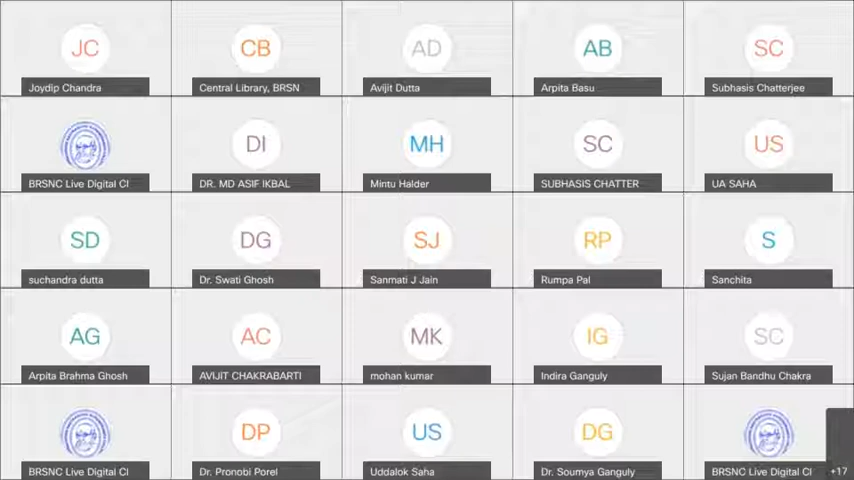 JC
CB
AD
AB
SC
Joydip Chandra
Central Library, BRSN
Avijit Dutta
Arpita Basu
Subhasis Chatterjee
DI
MH
SC
US
BRSNC Live Digital Cl
DR. MD ASIF IKBAL
Mintu Halder
SUBHASIS CHATTER
UA SAHA
SD
DG
SJ
RP
S
suchandra dutta
Dr. Swati Ghosh
Sanmati J Jain
Rumpa Pal
Sanchita
AG
AC
MK
IG
SC
Arpita Brahma Ghosh
AVIJIT CHAKRABARTI
mohan kumar
Indira Ganguly
Sujan Bandhu Chakra
DP
US
DG
BRSNC Live Digital Cl
Dr. Pronobi Porel
Uddalok Saha
Dr. Soumya Ganguly
BRSNC Live Digital Cl
+17